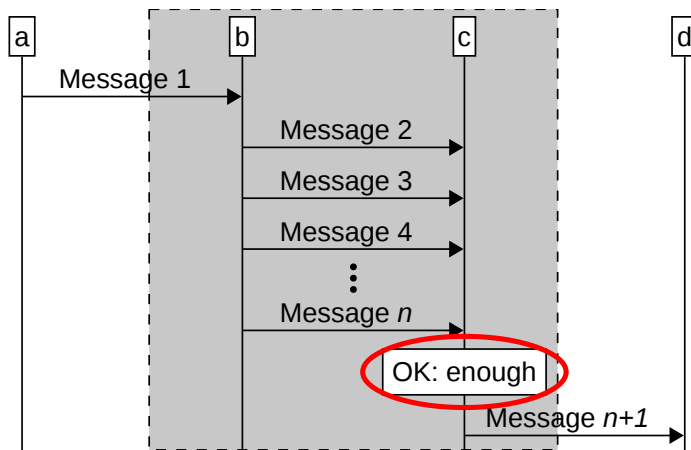 a b c d
Message 1
Message 2
Message 3
Message 4
Message n
OK: enough
Message n+1